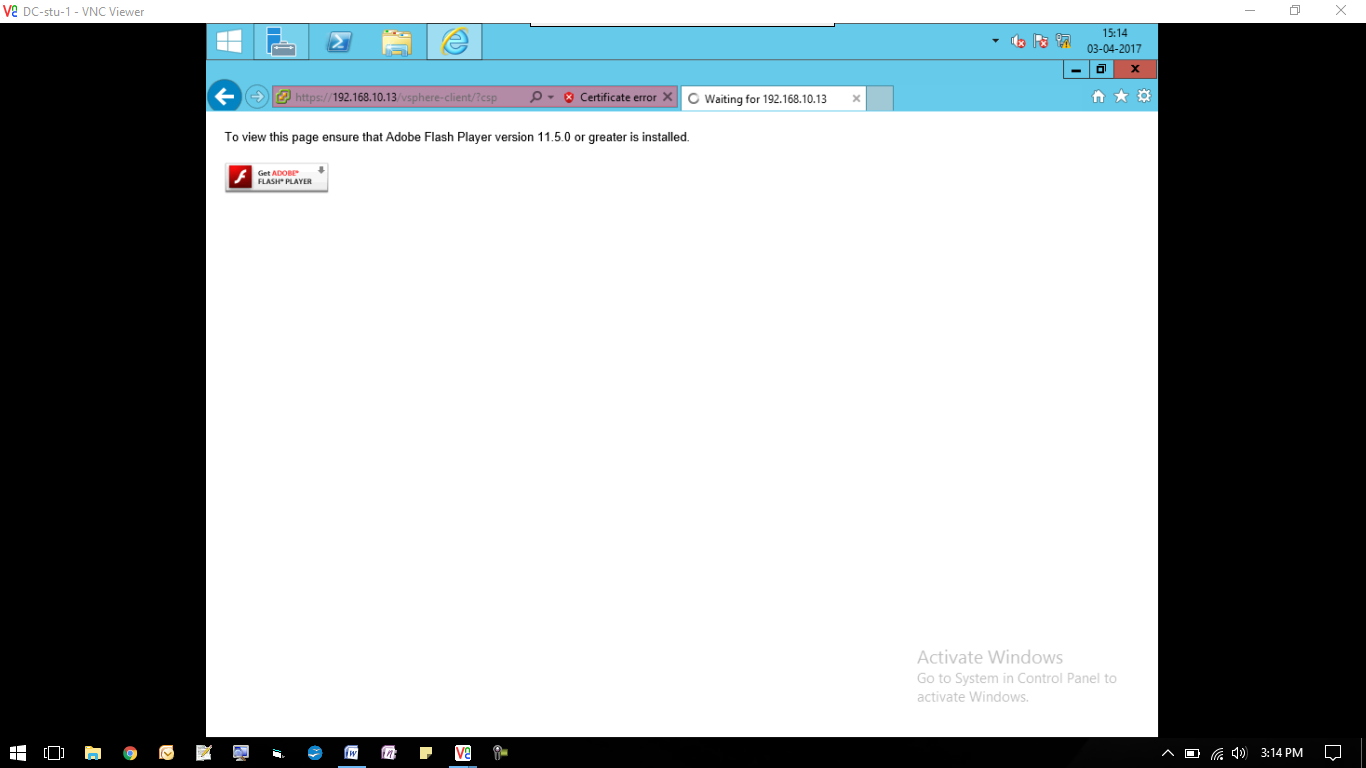 DC-stu-1 - VNC Viewer
15:14
03-04-2017
https://192.168.10.13/vsphere-client/?csp
Certificate error
Waiting for 192.168.10.13
To view this page ensure that Adobe Flash Player version 11.5.0 or greater is installed.
Get ADOBE®
FLASH® PLAYER
Activate Windows
Go to System in Control Panel to
activate Windows.
3:14 PM